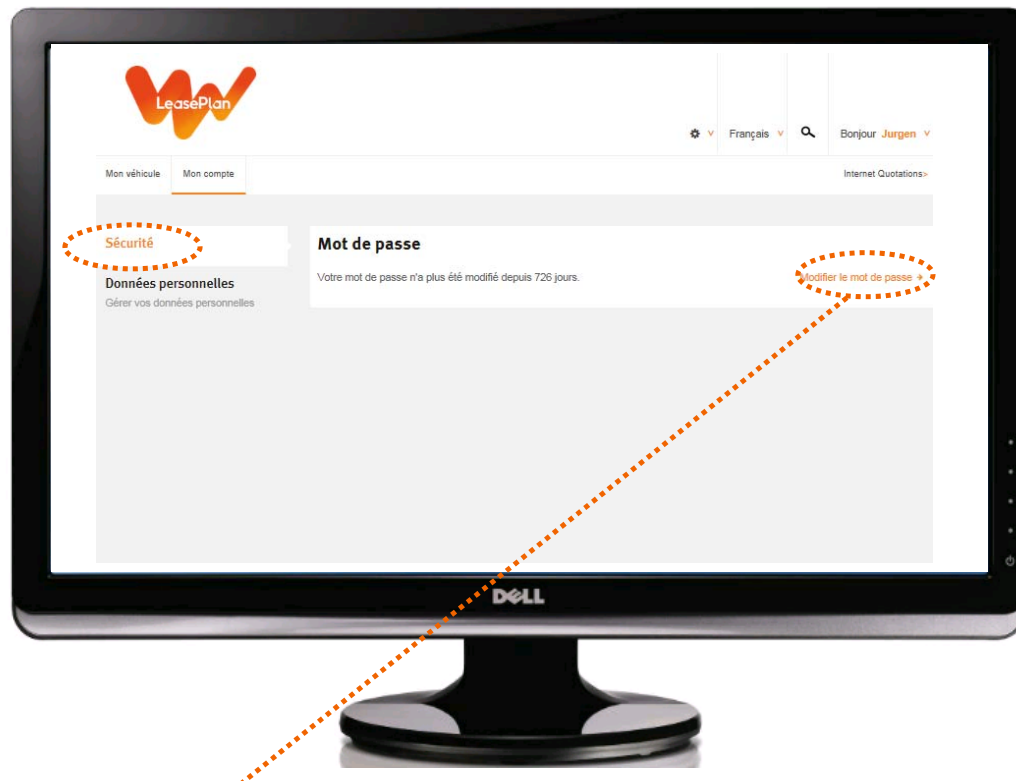 LeasePlan
Français
Bonjour Jurgen
Mon véhicule
Mon compte
Internet Quotations>
Sécurité
Mot de passe
Votre mot de passe n'a plus été modifié depuis 726 jours.
Modifier le mot de passe
Données personnelles
Gérer vos données personnelles
DELL